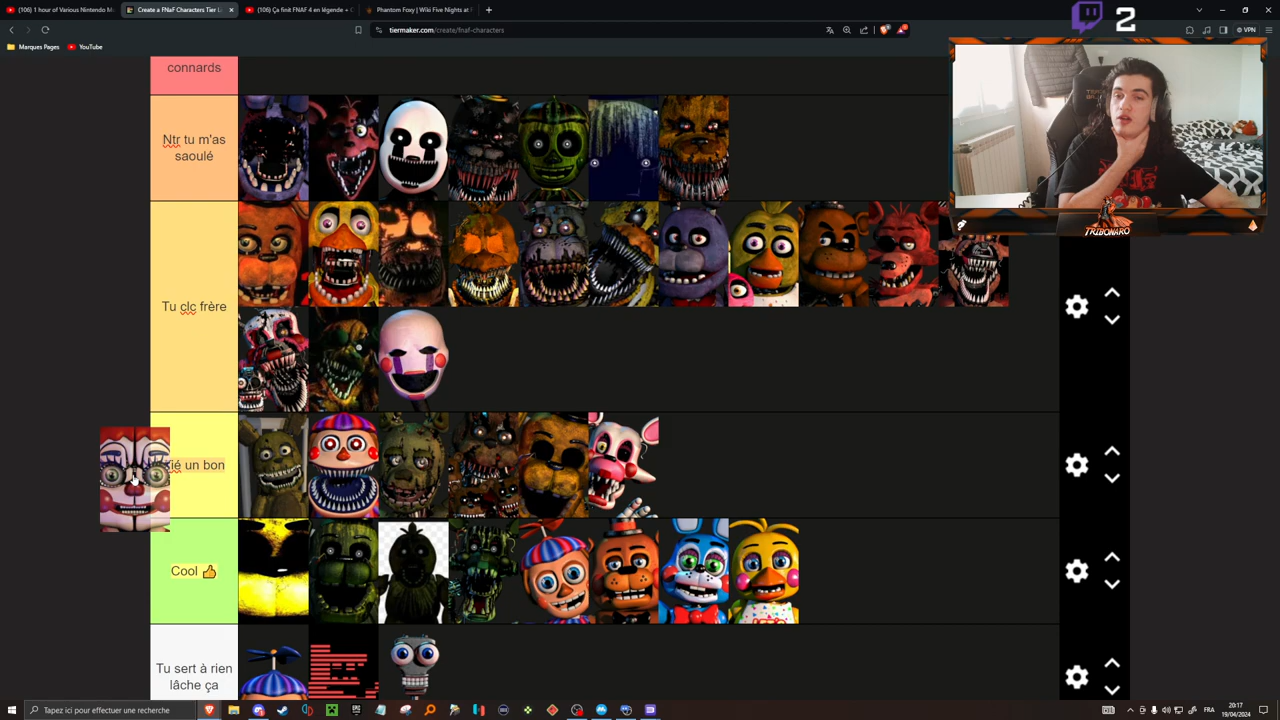 (106) 1 hour of Various Nintendo M
Create a FNaF Characters Tier L
(106) Ça finit FNAF 4 en légende + C
Phantom Foxy | Wiki Five Nights at F
tiermaker.com/create/fnaf-characters
VPN
Marques Pages
YouTube
2
connards
Ntr tu m'as
saoulé
TRIBONARO
Tu clc frère
ié un bon
Cool 👍
Tu sert à rien
lâche ça
Tapez ici pour effectuer une recherche
FRA
20:17
19/04/2024